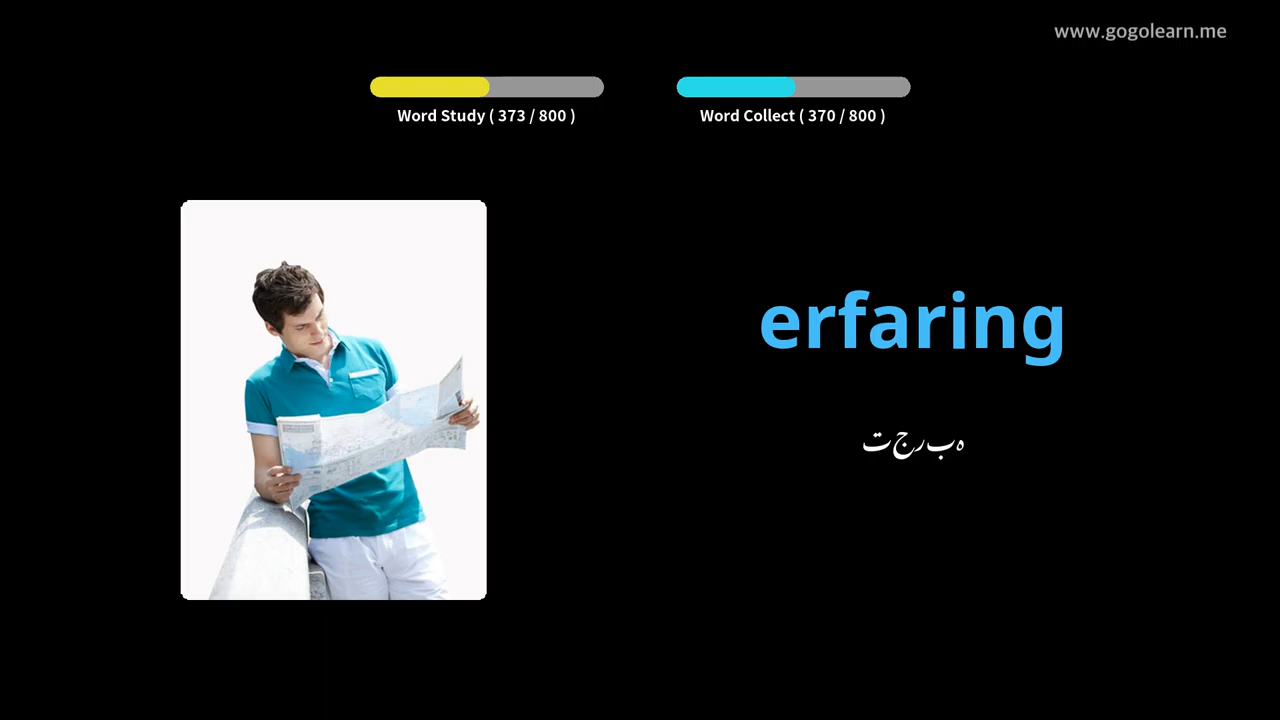 www.gogolearn.me
Word Study ( 373 / 800 )
Word Collect ( 370 / 800 )
erfaring
تجربہ